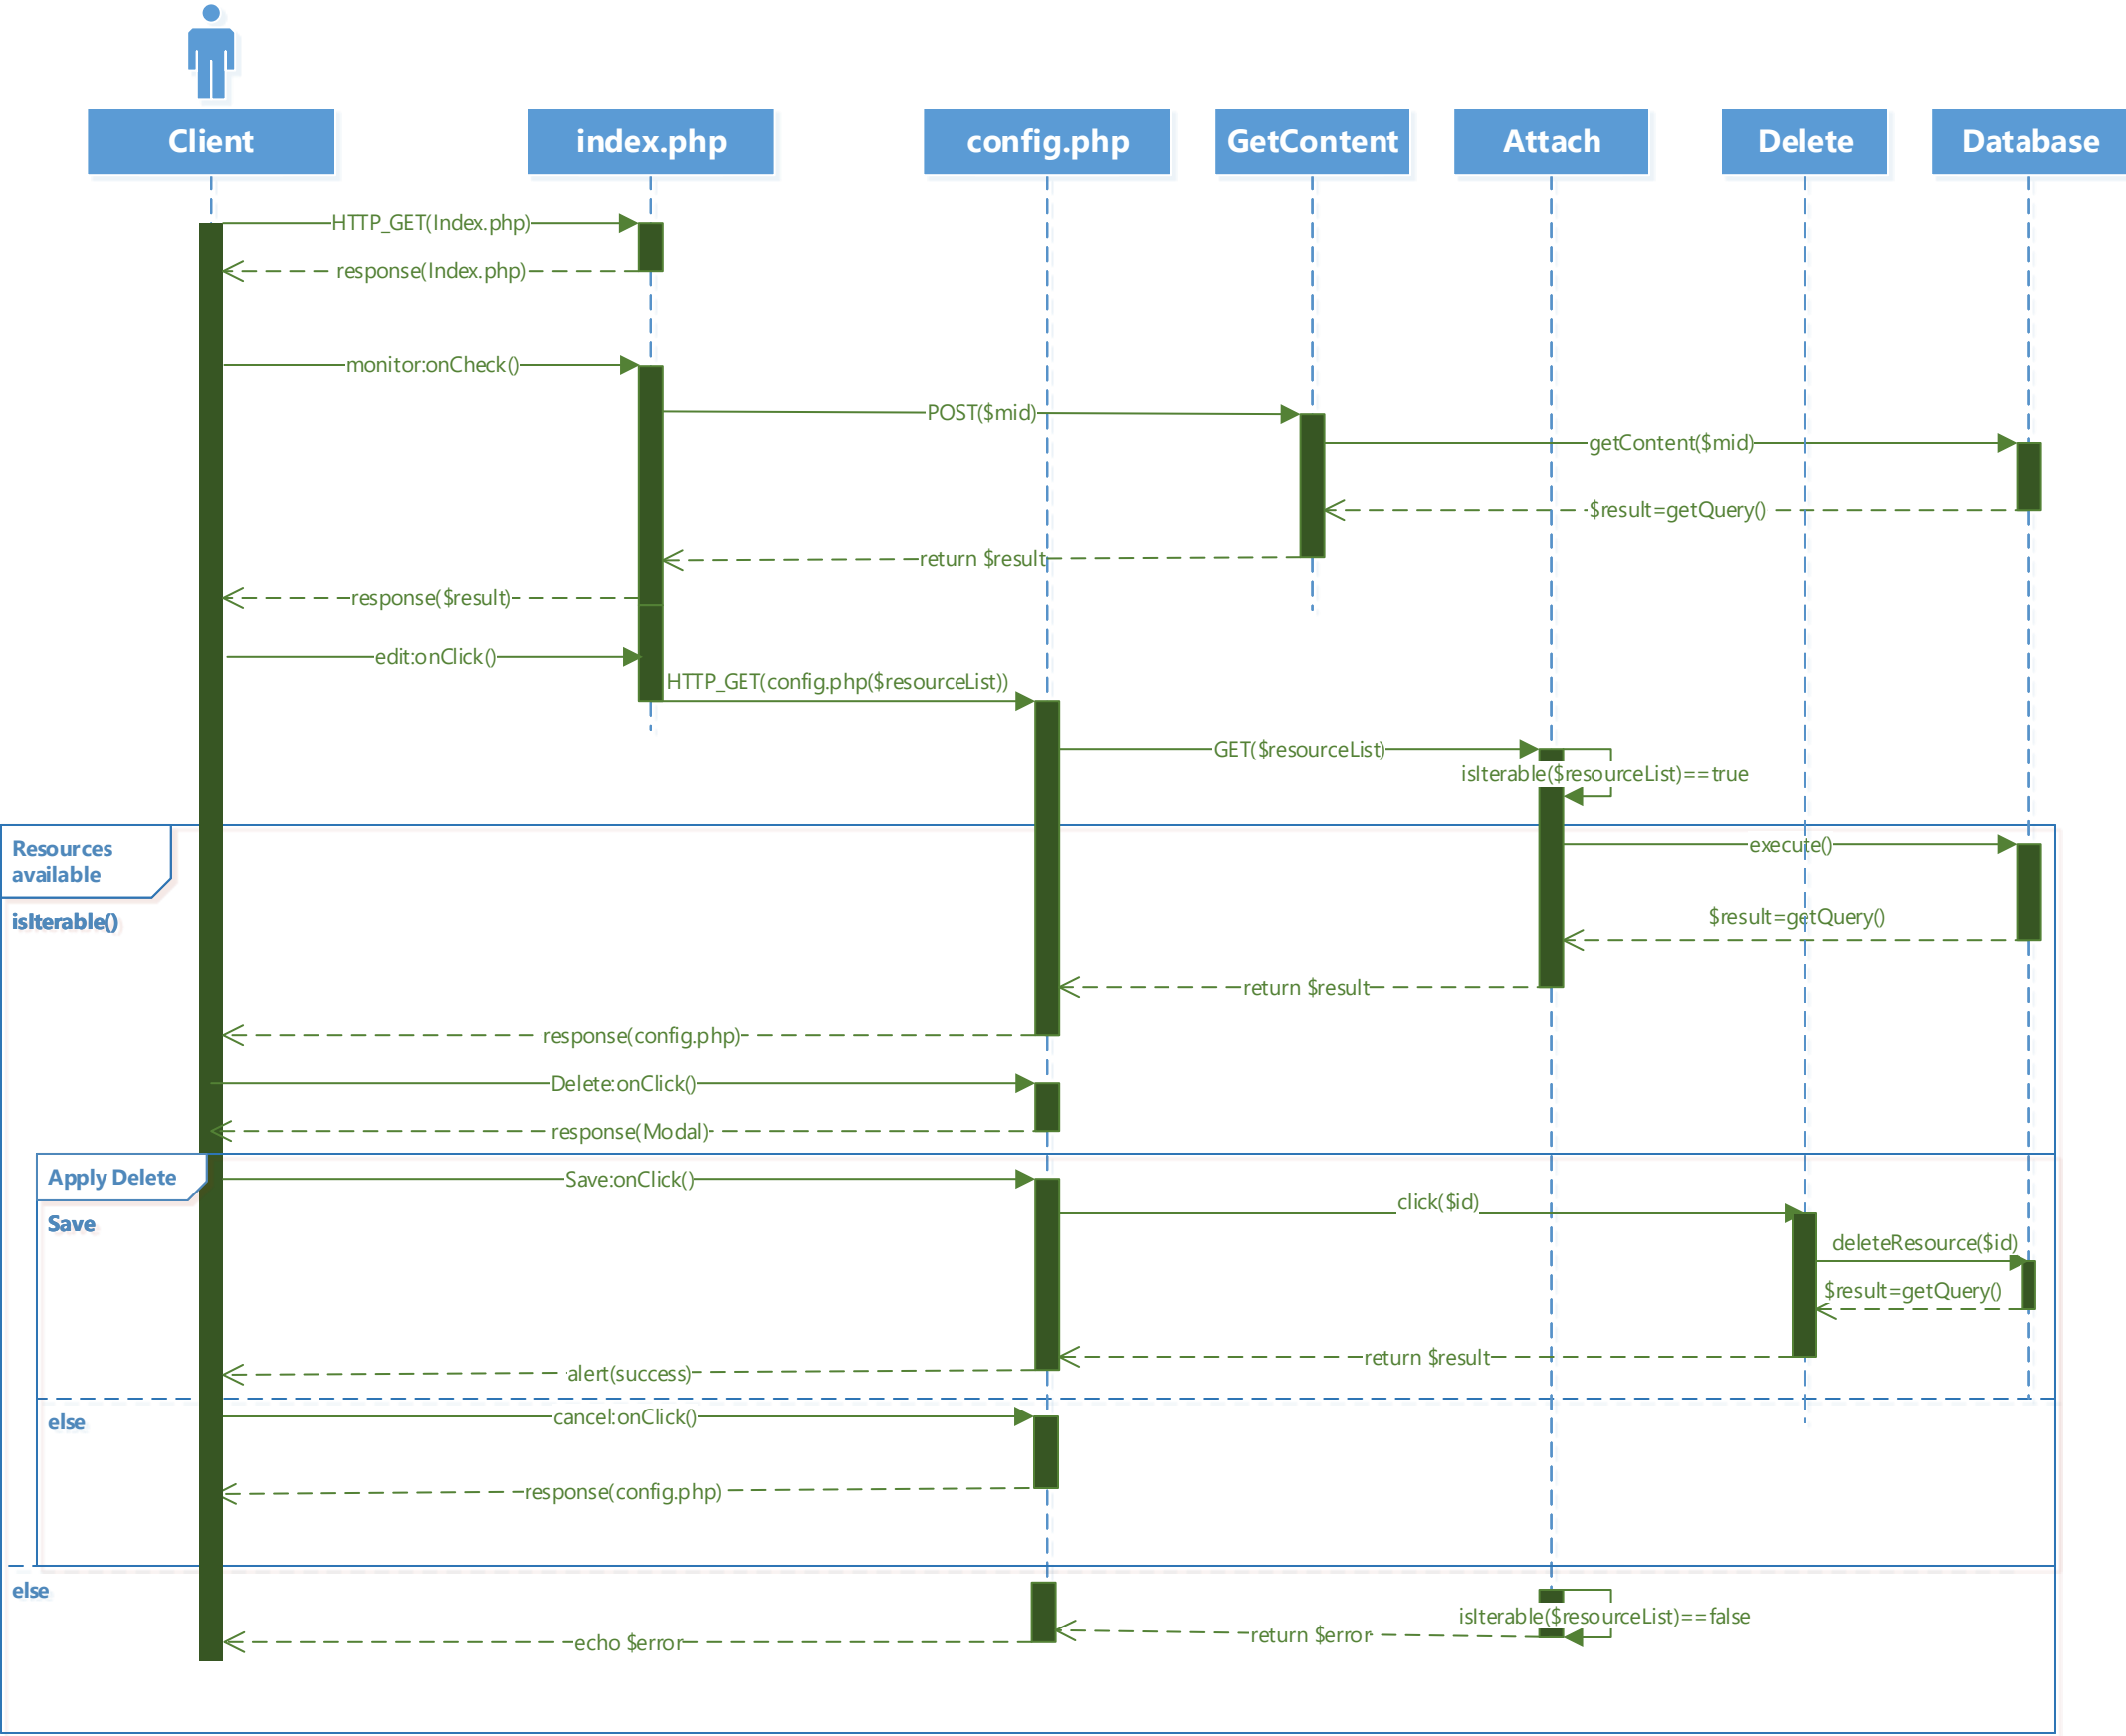 Client
index.php
config.php
GetContent
Attach
Delete
Database
HTTP_GET(Index.php)
response(Index.php)
monitor:onCheck()
POST($mid)
getContent($mid)
$result=getQuery()
return $result
response($result)
edit:onClick()
HTTP_GET(config.php($resourceList))
GET($resourceList)
isIterable($resourceList)==true
Resources
available
execute()
isIterable()
$result=getQuery()
return $result
response(config.php)
Delete:onClick()
response(Modal)
Apply Delete
Save:onClick()
click($id)
Save
deleteResource($id)
$result=getQuery()
return $result
alert(success)
else
cancel:onClick()
response(config.php)
else
isIterable($resourceList)==false
return $error
echo $error